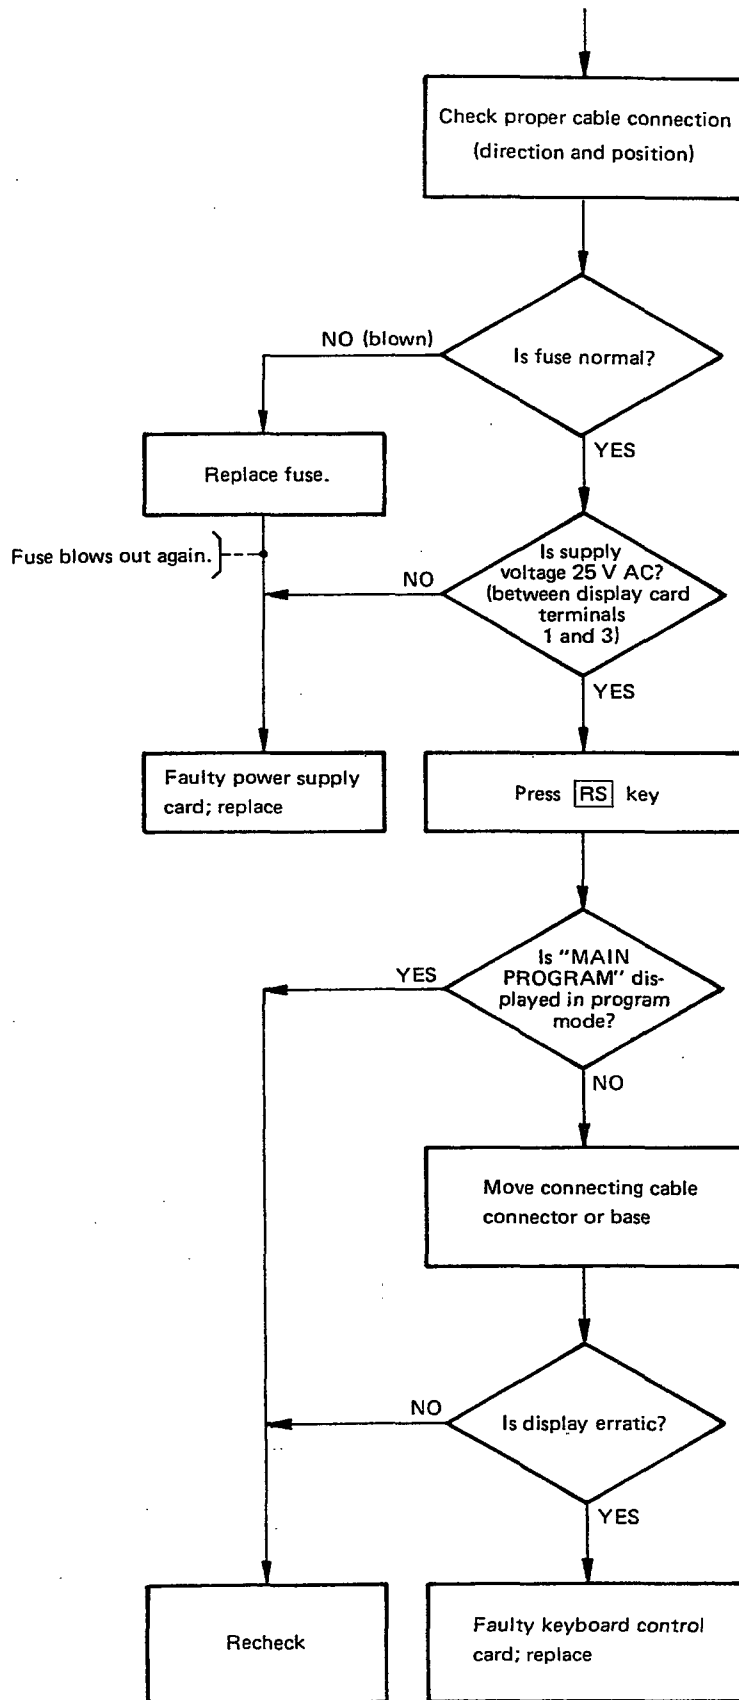 Check proper cable connection
(direction and position)
NO (blown)
Is fuse normal?
YES
Replace fuse.
Fuse blows out again.
NO
Is supply
voltage 25 V AC?
(between display card
terminals
1 and 3)
YES
Faulty power supply
card; replace
Press RS key
YES
Is "MAIN
PROGRAM" dis-
played in program
mode?
NO
Move connecting cable
connector or base
NO
Is display erratic?
YES
Recheck
Faulty keyboard control
card; replace